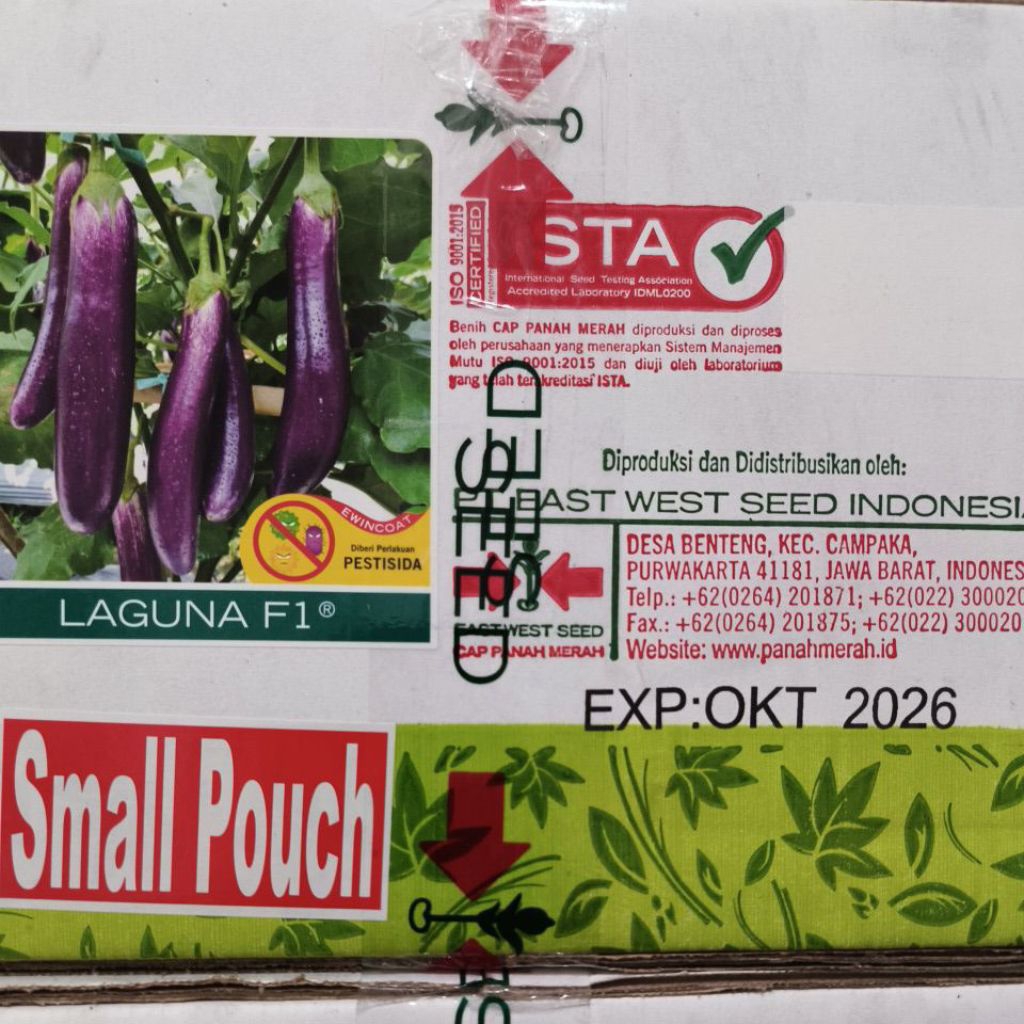 ISO 9001:2015
CERTIFIED
ISTA
International Seed Testing Association
Accredited Laboratory IDML0200
Benih CAP PANAH MERAH diproduksi dan diproses
oleh perusahaan yang menerapkan Sistem Manajemen
Mutu ISO 9001:2015 dan diuji oleh laboratorium
yang telah terakreditasi ISTA.
Diproduksi dan Didistribusikan oleh:
EAST WEST SEED INDONESIA
DESA BENTENG, KEC. CAMPAKA,
PURWAKARTA 41181, JAWA BARAT, INDONES
Telp.: +62(0264) 201871; +62(022) 300020
Fax.: +62(0264) 201875; +62(022) 300020
Website: www.panahmerah.id
EAST WEST SEED
CAP PANAH MERAH
EWINCOAT
Diberi Perlakuan
PESTISIDA
LAGUNA F1®
EXP:OKT 2026
Small Pouch